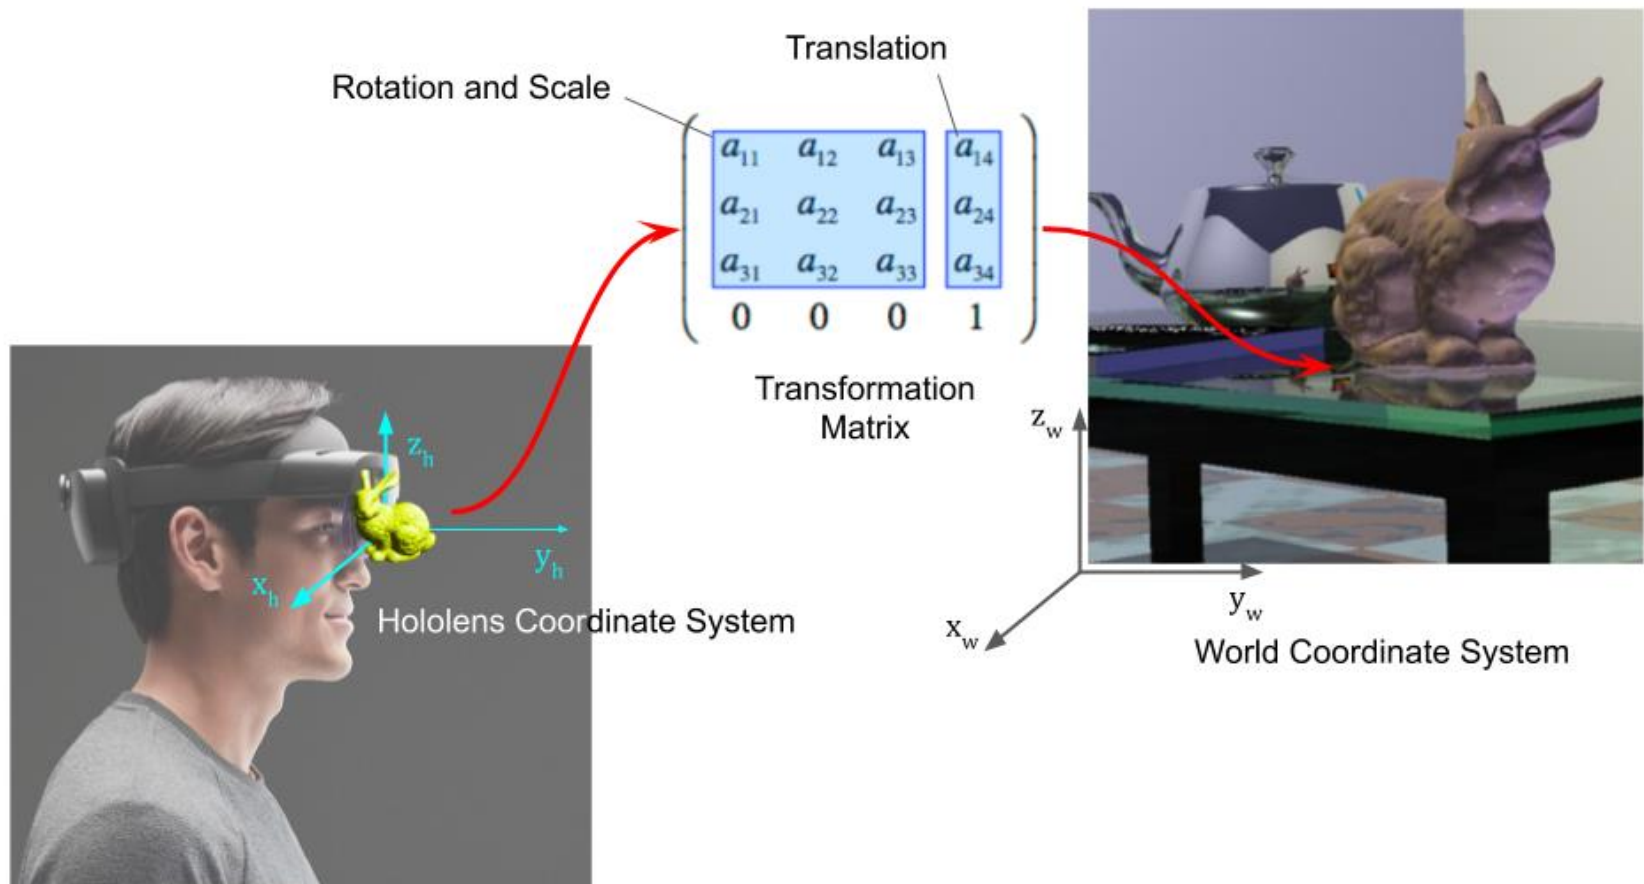 Translation
Rotation and Scale
a11 a12 a13 a14
a21 a22 a23 a24
a31 a32 a33 a34
0 0 0 1
Transformation
Matrix
zh
yh
xh
Hololens Coordinate System
zw
yw
xw
World Coordinate System